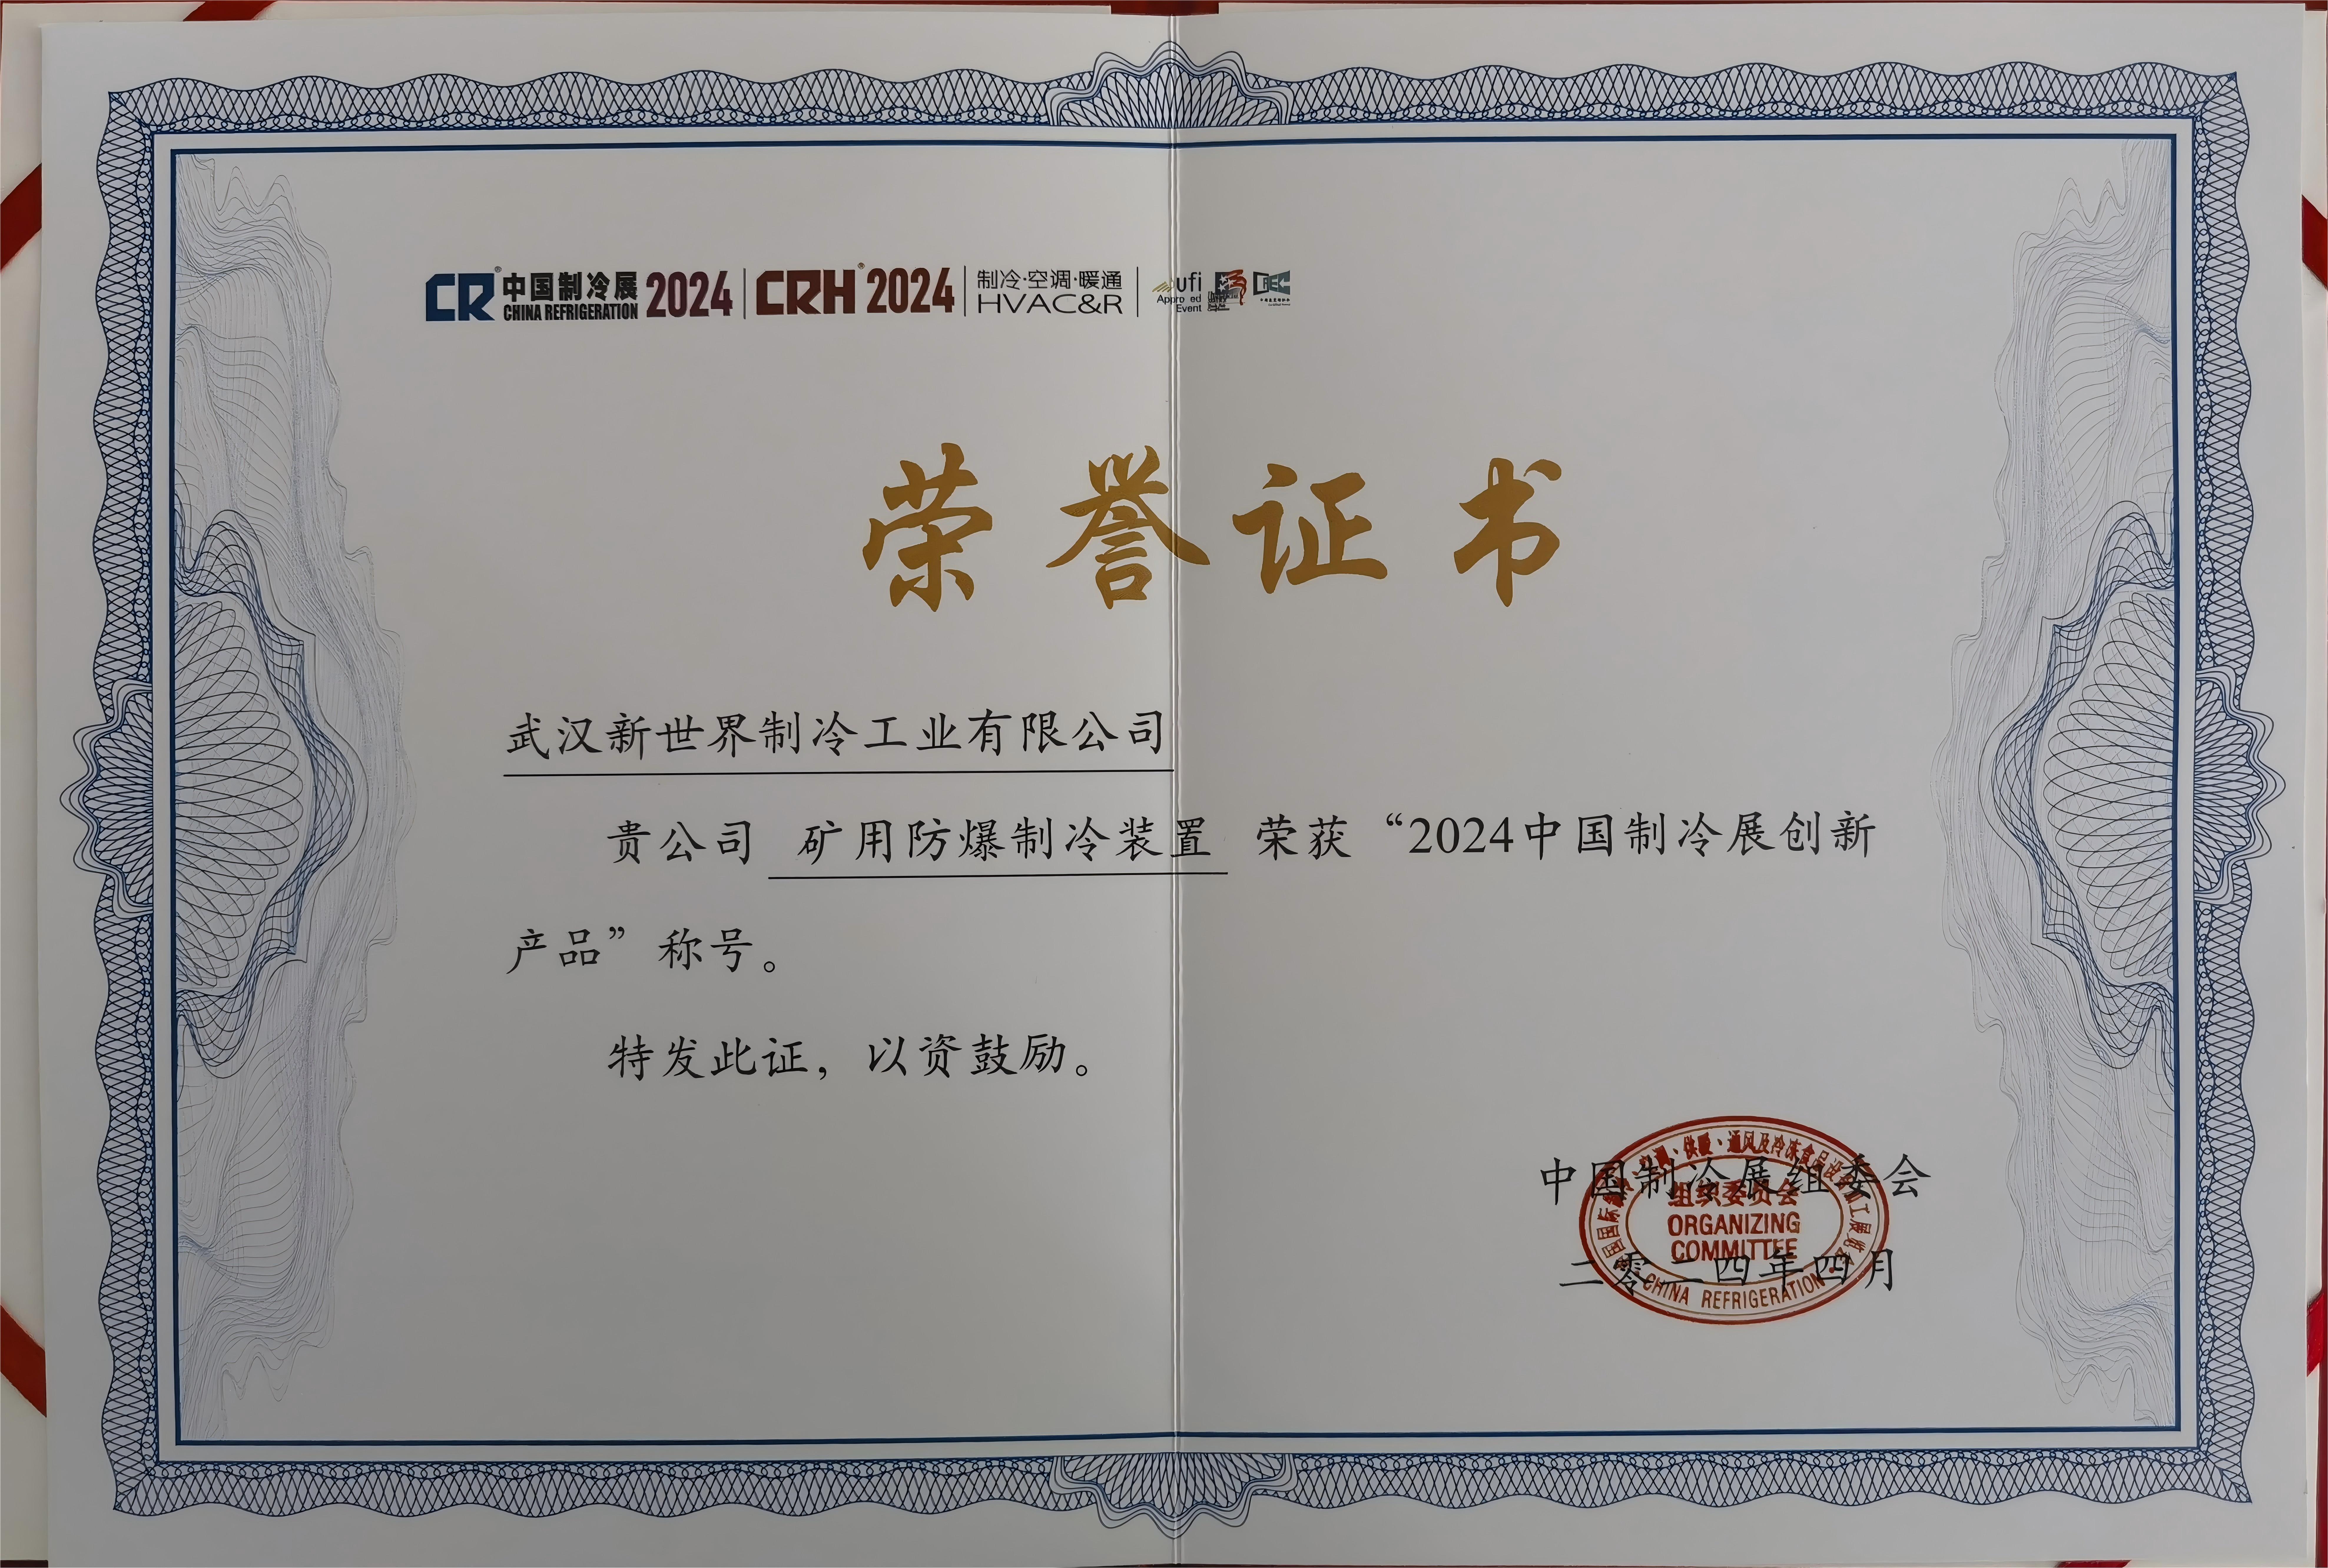 CR® 中国制冷展 CHINA REFRIGERATION 2024 CRH® 2024 制冷·空调·暖通 HVAC&R ufi Approved Event
荣誉证书
武汉新世界制冷工业有限公司
贵公司 矿用防爆制冷装置 荣获“2024中国制冷展创新
产品”称号。
特发此证，以资鼓励。
中国制冷展组委会
二零二四年四月
组织委员会
ORGANIZING
COMMITTEE
CHINA REFRIGERATION